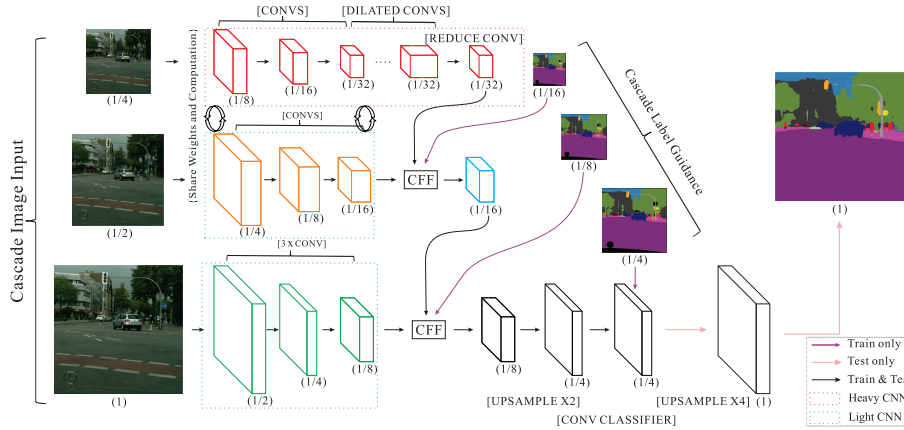 [CONVS]
[DILATED CONVS]
[REDUCE CONV]
(1/4)
(1/8)
(1/16)
(1/32)
(1/32)
(1/32)
(1/16)
Cascade Image Input
{Share Weights and Computation}
[CONVS]
Cascade Label Guidance
(1/2)
(1/4)
(1/8)
(1/16)
CFF
(1/16)
(1/8)
(1)
[3 x CONV]
(1/4)
(1)
(1/2)
(1/4)
(1/8)
CFF
(1/8)
(1/4)
(1/4)
(1)
[UPSAMPLE X2]
[CONV CLASSIFIER]
[UPSAMPLE X4]
Train only
Test only
Train & Test
Heavy CNN
Light CNN